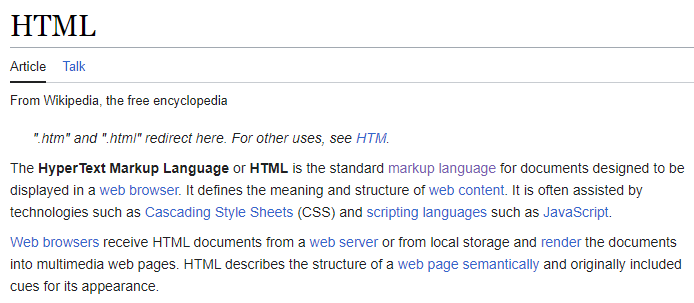 HTML
Article Talk
From Wikipedia, the free encyclopedia
".htm" and ".html" redirect here. For other uses, see HTM.
The HyperText Markup Language or HTML is the standard markup language for documents designed to be
displayed in a web browser. It defines the meaning and structure of web content. It is often assisted by
technologies such as Cascading Style Sheets (CSS) and scripting languages such as JavaScript.
Web browsers receive HTML documents from a web server or from local storage and render the documents
into multimedia web pages. HTML describes the structure of a web page semantically and originally included
cues for its appearance.